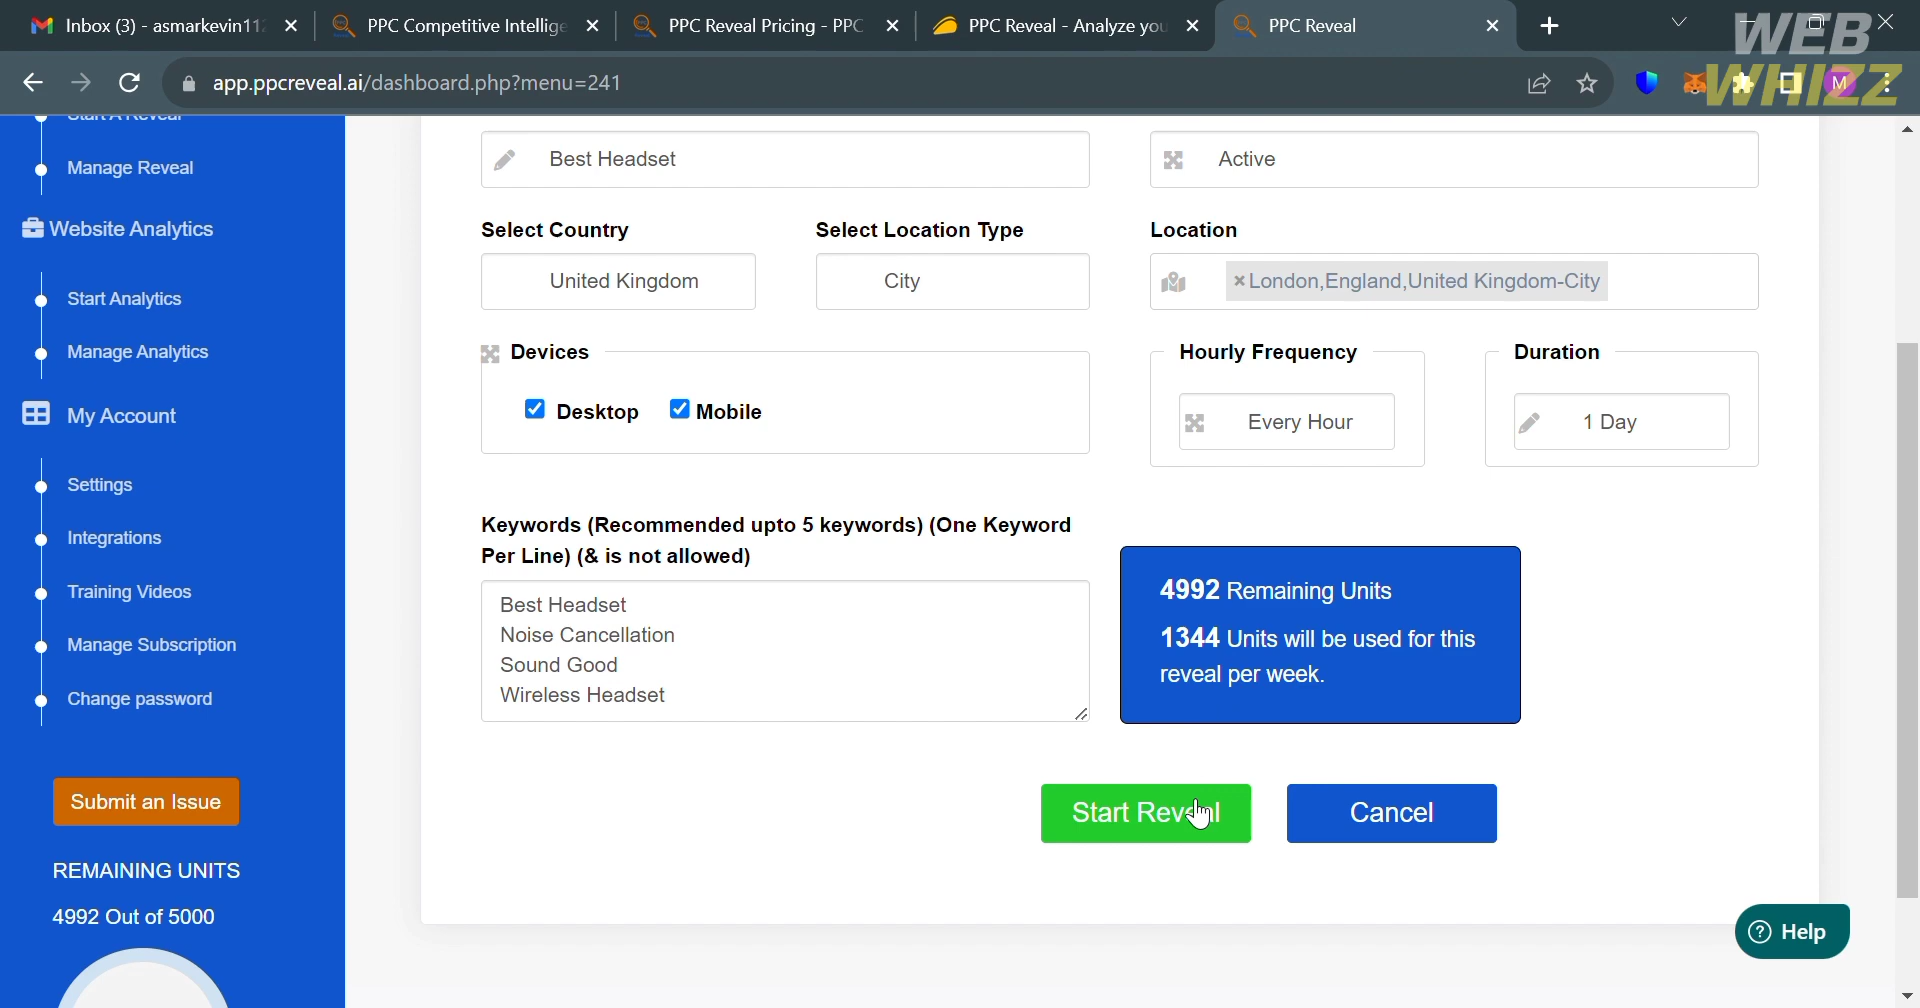 Inbox (3) - asmarkevin112
PPC Competitive Intellige
PPC Reveal Pricing - PPC
PPC Reveal - Analyze you
PPC Reveal
WEB
WHIZZ
app.ppcreveal.ai/dashboard.php?menu=241
M
Start A Reveal
Manage Reveal
Website Analytics
Start Analytics
Manage Analytics
My Account
Settings
Integrations
Training Videos
Manage Subscription
Change password
Submit an Issue
REMAINING UNITS
4992 Out of 5000
Best Headset
Active
Select Country
Select Location Type
Location
United Kingdom
City
×London,England,United Kingdom-City
Devices
Desktop
Mobile
Hourly Frequency
Every Hour
Duration
1 Day
Keywords (Recommended upto 5 keywords) (One Keyword
Per Line) (& is not allowed)
Best Headset
Noise Cancellation
Sound Good
Wireless Headset
4992 Remaining Units
1344 Units will be used for this
reveal per week.
Start Reveal
Cancel
Help